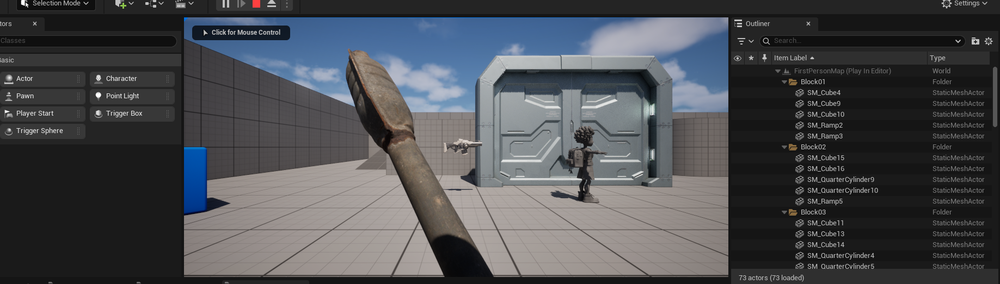 Selection Mode
Settings
tors
Classes
Basic
Actor
Character
Pawn
Point Light
Player Start
Trigger Box
Trigger Sphere
Click for Mouse Control
Outliner
Search...
Item Label Type
FirstPersonMap (Play In Editor) World
Block01 Folder
SM_Cube4 StaticMeshActor
SM_Cube9 StaticMeshActor
SM_Cube10 StaticMeshActor
SM_Ramp2 StaticMeshActor
SM_Ramp3 StaticMeshActor
Block02 Folder
SM_Cube15 StaticMeshActor
SM_Cube16 StaticMeshActor
SM_QuarterCylinder9 StaticMeshActor
SM_QuarterCylinder10 StaticMeshActor
SM_Ramp5 StaticMeshActor
Block03 Folder
SM_Cube11 StaticMeshActor
SM_Cube13 StaticMeshActor
SM_Cube14 StaticMeshActor
SM_QuarterCylinder4 StaticMeshActor
SM_QuarterCylinder5 StaticMeshActor
73 actors (73 loaded)